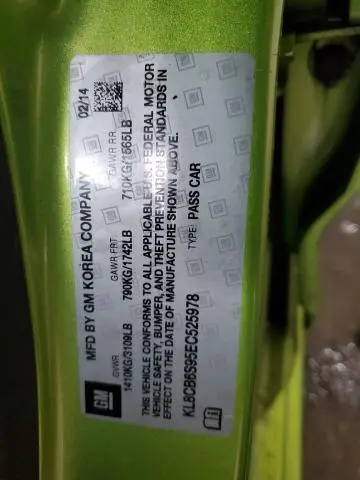 GM
MFD BY GM KOREA COMPANY
02/14
GVWR GAWR FRT. GAWR RR.
1410KG/3109LB 790KG/1742LB 710KG/1565LB
THIS VEHICLE CONFORMS TO ALL APPLICABLE U.S. FEDERAL MOTOR
VEHICLE SAFETY, BUMPER, AND THEFT PREVENTION STANDARDS IN
EFFECT ON THE DATE OF MANUFACTURE SHOWN ABOVE.
KL8CB6S95EC525978 TYPE: PASS CAR